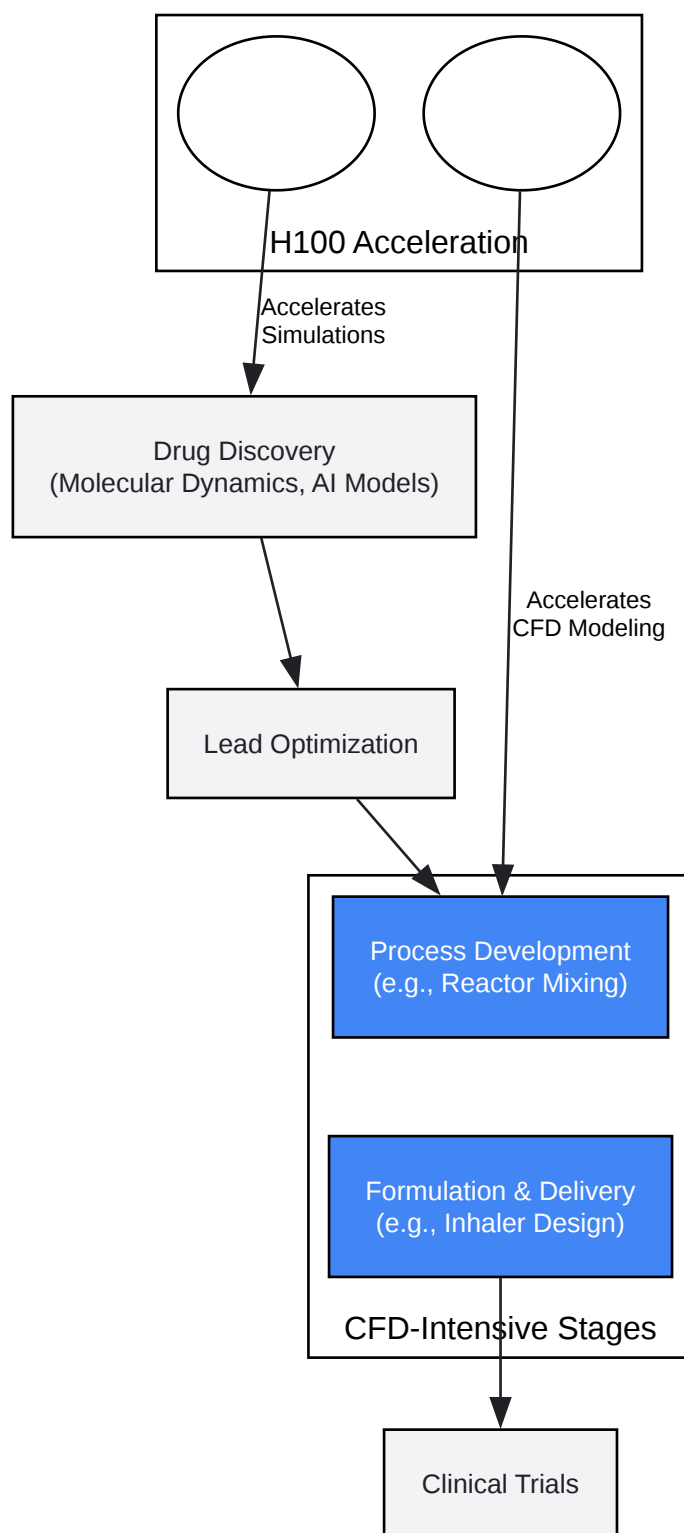 H100 Acceleration
Accelerates
Simulations
Drug Discovery
(Molecular Dynamics, AI Models)
Accelerates
CFD Modeling
Lead Optimization
Process Development
(e.g., Reactor Mixing)
Formulation & Delivery
(e.g., Inhaler Design)
CFD-Intensive Stages
Clinical Trials